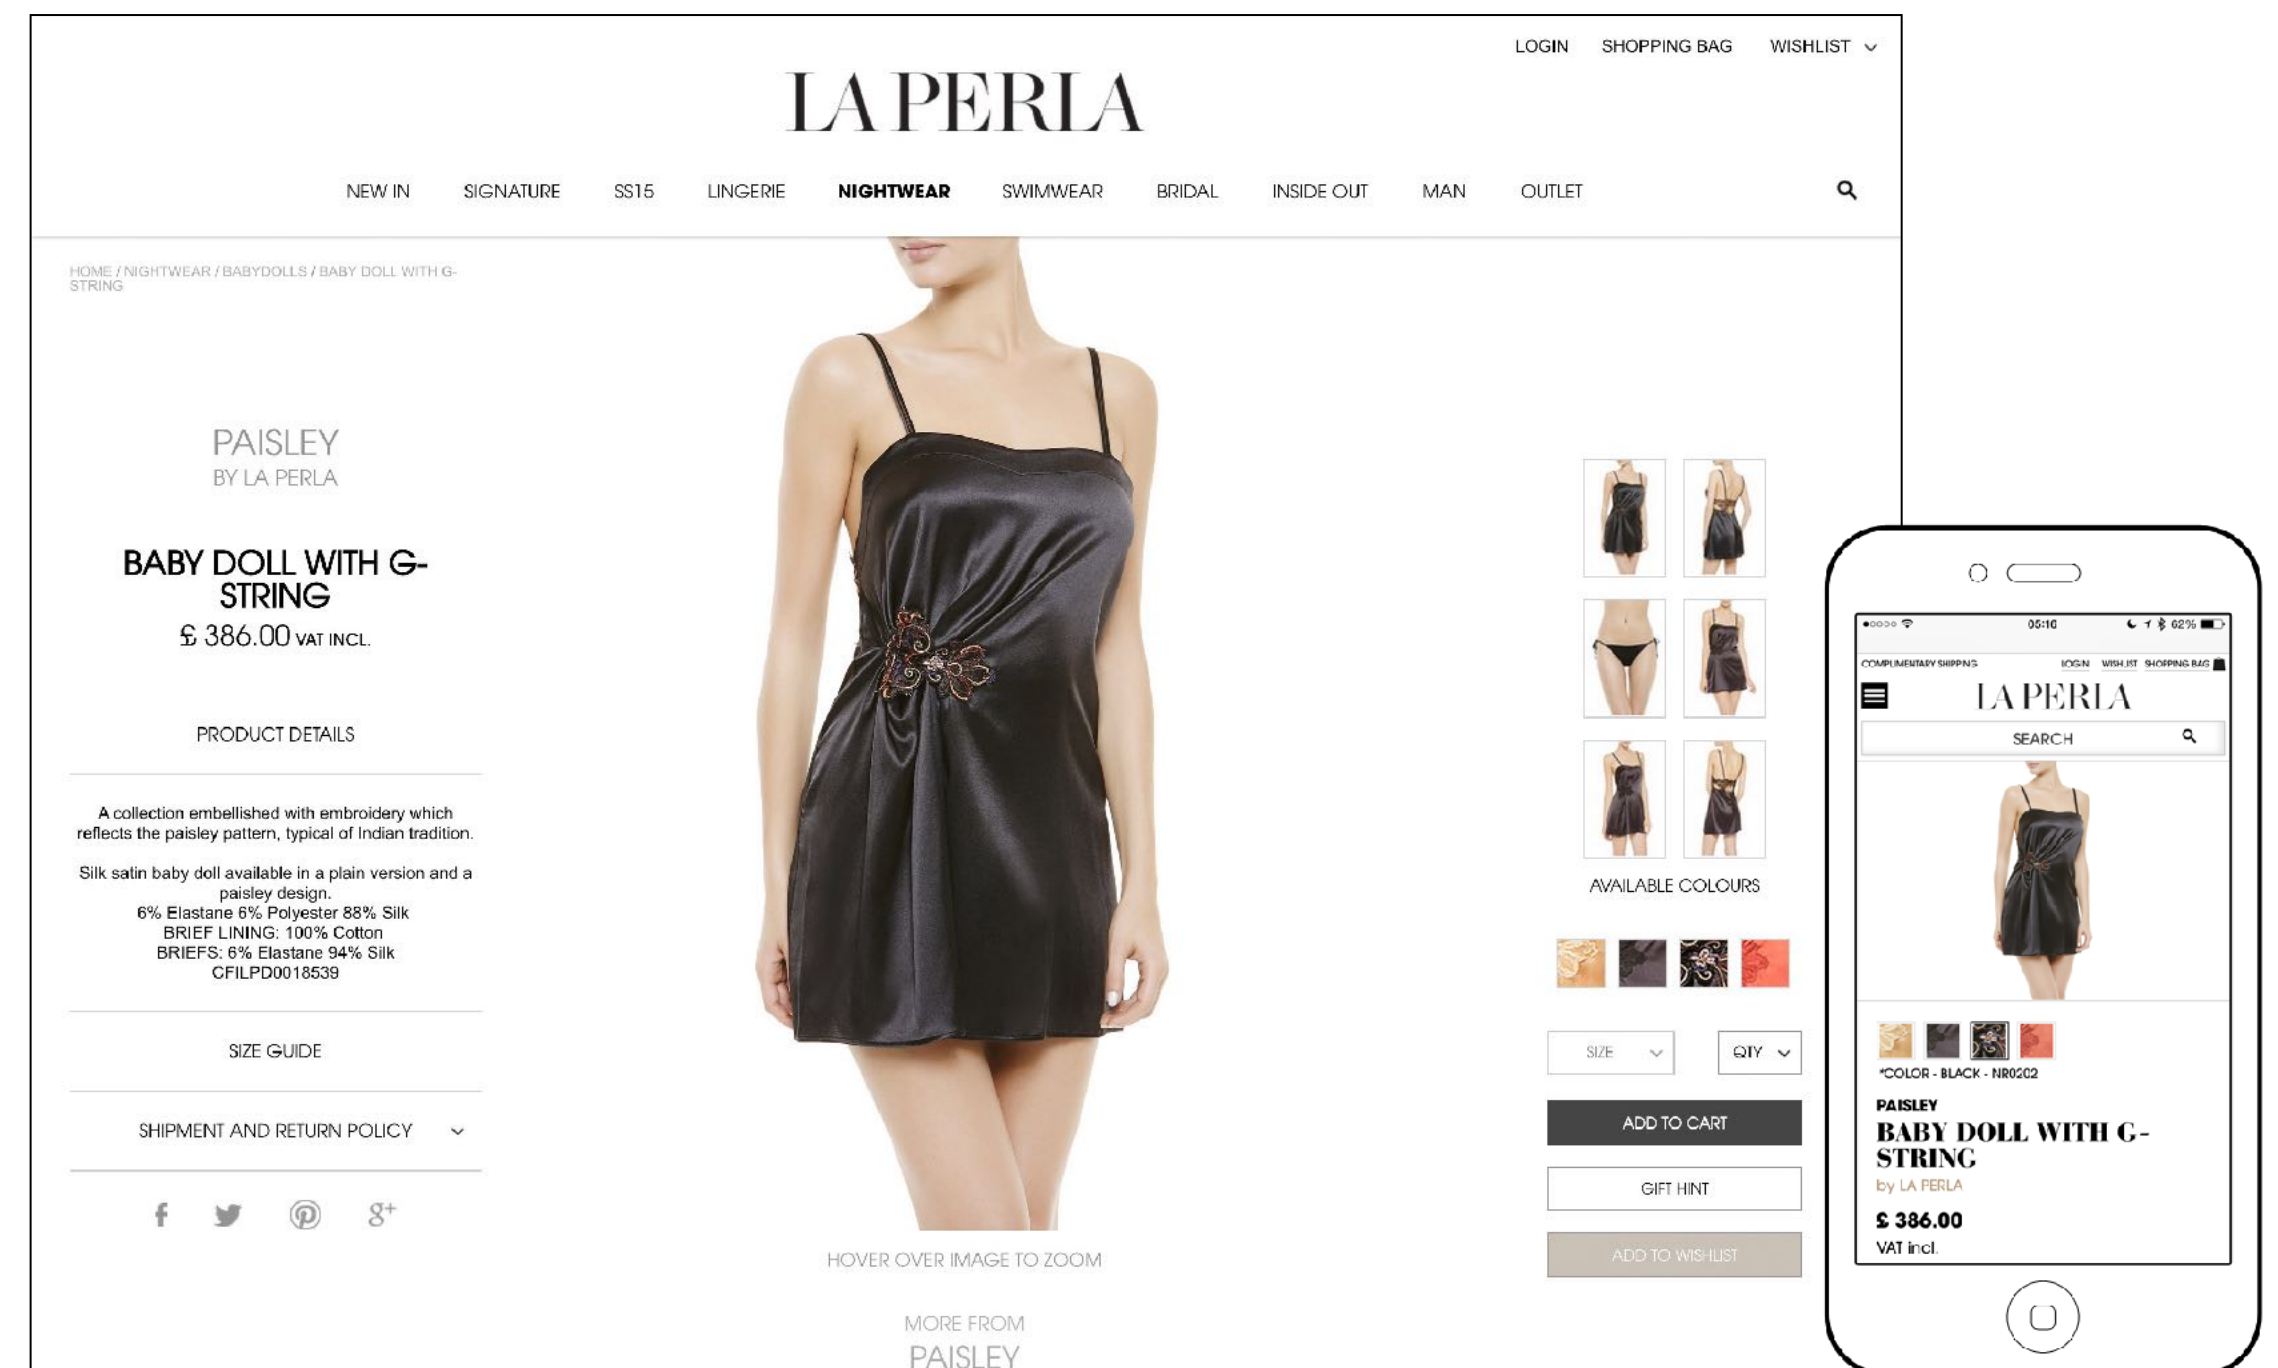 LOGIN SHOPPING BAG WISHLIST
LA PERLA
NEW IN SIGNATURE SS15 LINGERIE NIGHTWEAR SWIMWEAR BRIDAL INSIDE OUT MAN OUTLET
HOME / NIGHTWEAR / BABYDOLLS / BABY DOLL WITH G-
STRING
PAISLEY
BY LA PERLA
BABY DOLL WITH G-
STRING
£ 386.00 VAT INCL.
PRODUCT DETAILS
A collection embellished with embroidery which
reflects the paisley pattern, typical of Indian tradition.
Silk satin baby doll available in a plain version and a
paisley design.
6% Elastane 6% Polyester 88% Silk
BRIEF LINING: 100% Cotton
BRIEFS: 6% Elastane 94% Silk
CFILPD0018539
SIZE GUIDE
SHIPMENT AND RETURN POLICY
f g+
HOVER OVER IMAGE TO ZOOM
MORE FROM
PAISLEY
AVAILABLE COLOURS
SIZE QTY
ADD TO CART
GIFT HINT
ADD TO WISHLIST
05:16 62%
COMPLIMENTARY SHIPPING LOGIN WISHLIST SHOPPING BAG
LA PERLA
SEARCH
*COLOR - BLACK - NR0202
PAISLEY
BABY DOLL WITH G-
STRING
by LA PERLA
£ 386.00
VAT incl.